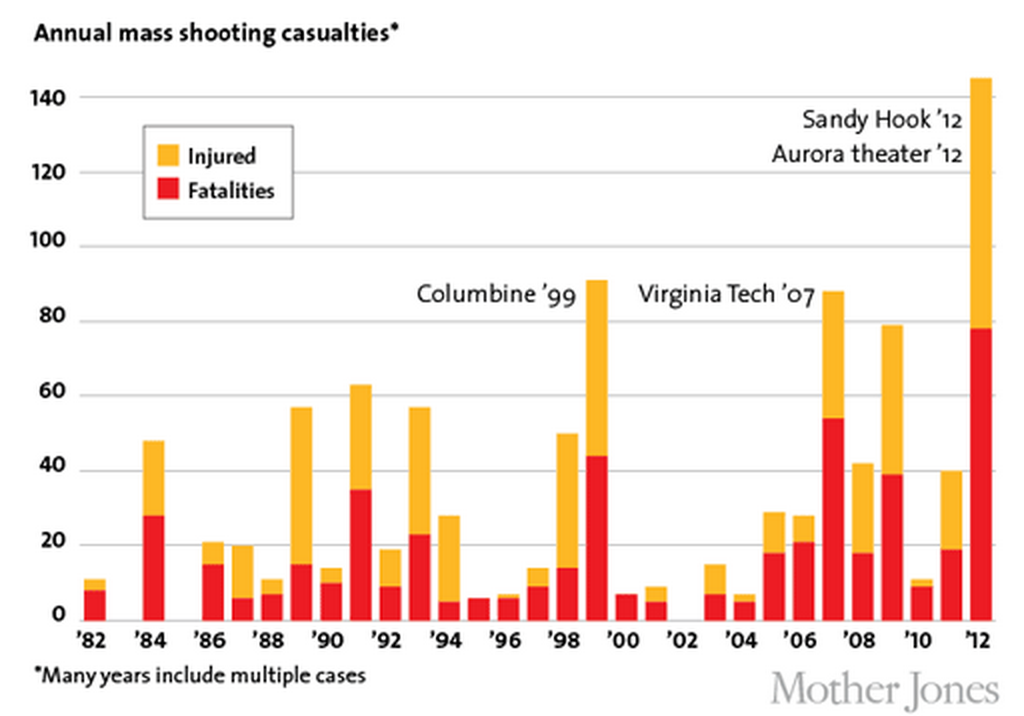 Annual mass shooting casualties*
140
120
100
80
60
40
20
0
Injured
Fatalities
Sandy Hook ’12
Aurora theater ’12
Columbine ’99
Virginia Tech ’07
’82 ’84 ’86 ’88 ’90 ’92 ’94 ’96 ’98 ’00 ’02 ’04 ’06 ’08 ’10 ’12
*Many years include multiple cases
Mother Jones